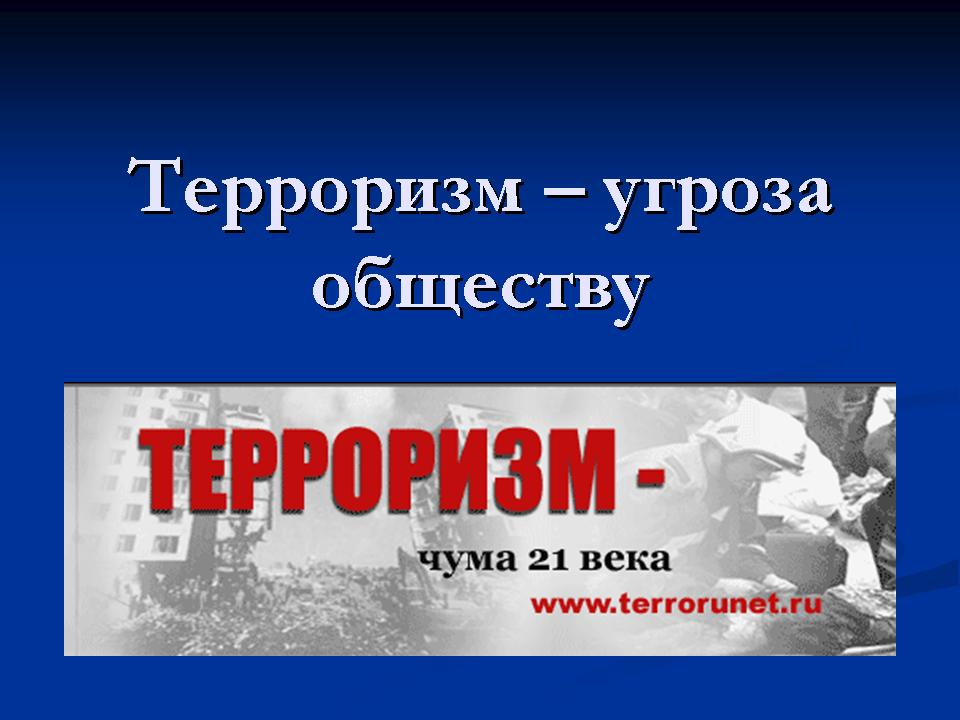 Терроризм – угроза
обществу
ТЕРРОРИЗМ -
чума 21 века
www.terrorunet.ru